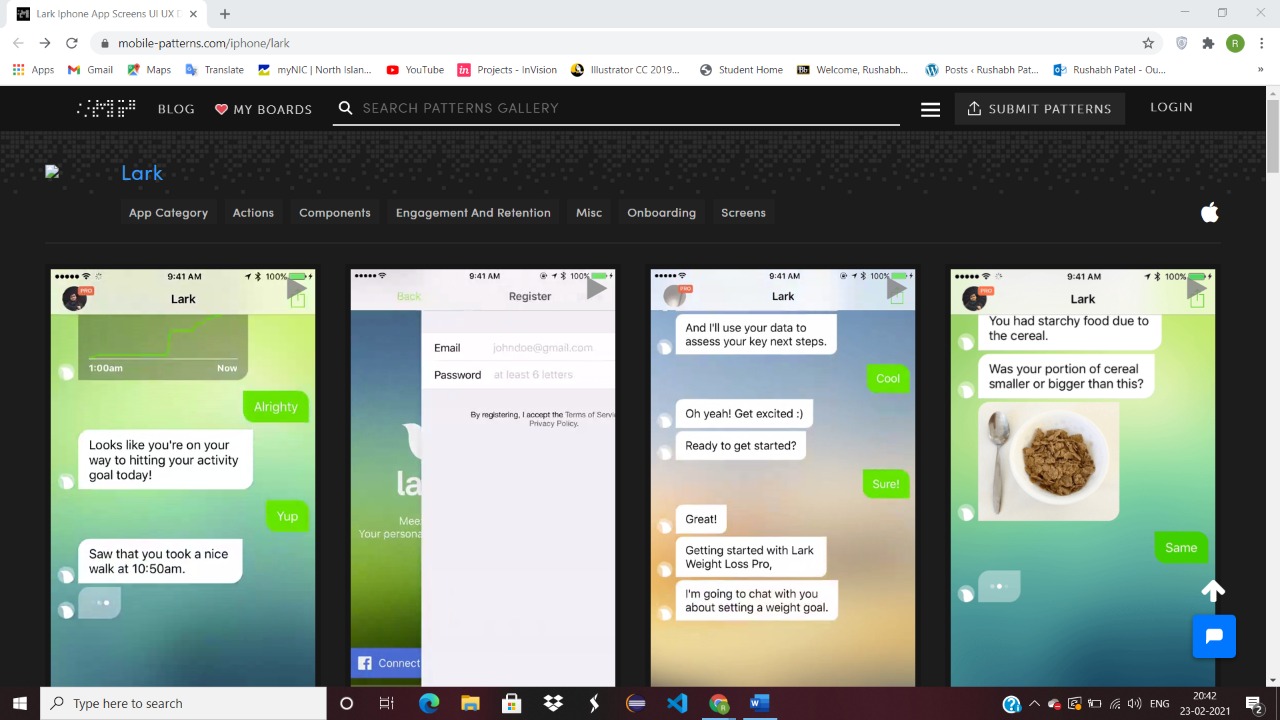 Lark Iphone App Screens UI UX D
mobile-patterns.com/iphone/lark
R
Apps
Gmail
Maps
Translate
myNIC | North Islan...
YouTube
in
Projects - InVision
Illustrator CC 2019...
Student Home
Bb
Welcome, Rushabh...
Posts ‹ Rushabh Pat...
Rushabh Patel - Ou...
»
BLOG
MY BOARDS
SEARCH PATTERNS GALLERY
SUBMIT PATTERNS
LOGIN
Lark
App Category
Actions
Components
Engagement And Retention
Misc
Onboarding
Screens
9:41 AM
100%
PRO
Lark
1:00am
Now
Alrighty
Looks like you're on your
way to hitting your activity
goal today!
Yup
Saw that you took a nice
walk at 10:50am.
9:41 AM
100%
Back
Register
Email
johndoe@gmail.com
Password
at least 6 letters
By registering, I accept the Terms of Servi
Privacy Policy.
la
Mee
Your persona
Connect
9:41 AM
100%
PRO
Lark
And I'll use your data to
assess your key next steps.
Cool
Oh yeah! Get excited :)
Ready to get started?
Sure!
Great!
Getting started with Lark
Weight Loss Pro,
I'm going to chat with you
about setting a weight goal.
9:41 AM
100%
PRO
Lark
You had starchy food due to
the cereal.
Was your portion of cereal
smaller or bigger than this?
Same
Type here to search
ENG
20:42
23-02-2021
2